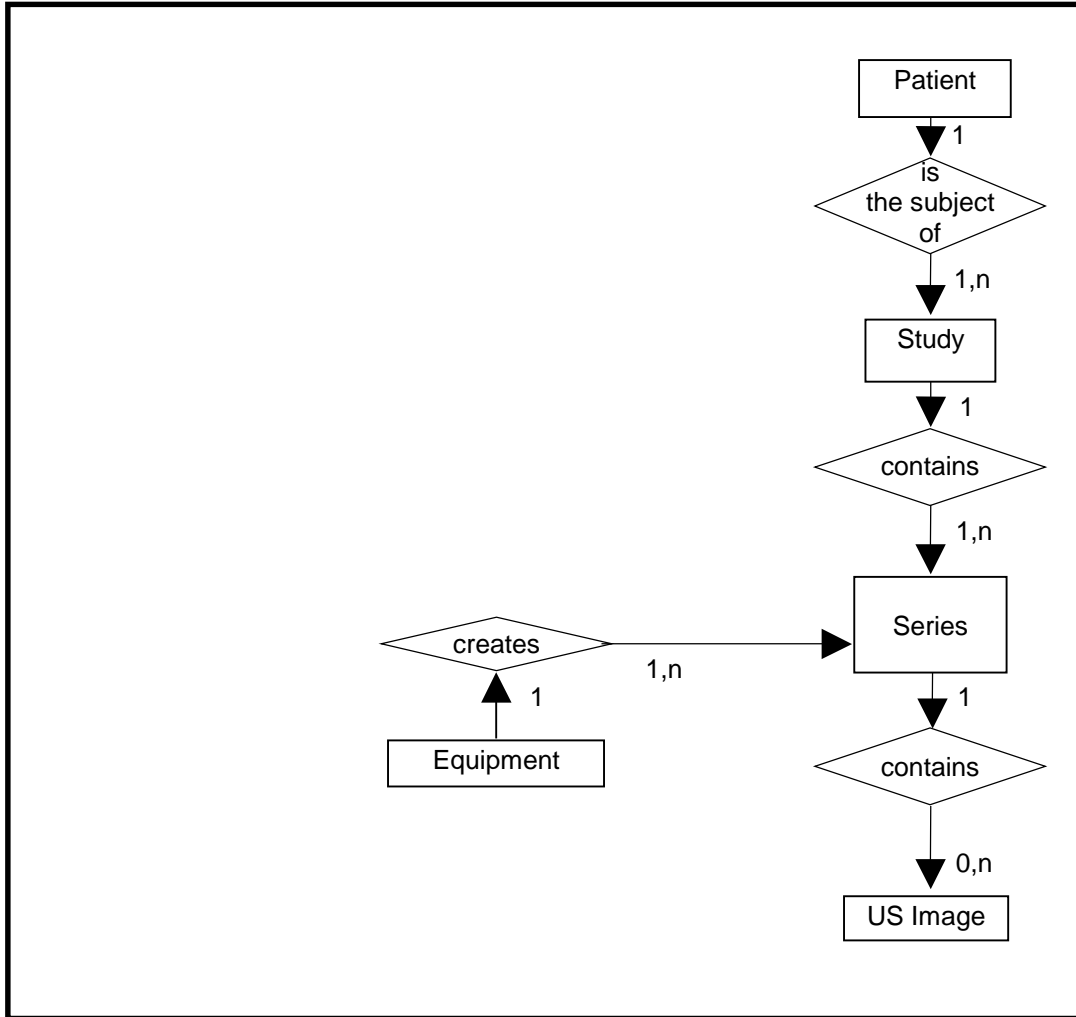 Patient
1
is
the subject
of
1,n
Study
1
contains
1,n
Series
creates
1,n
1
1
Equipment
contains
0,n
US Image